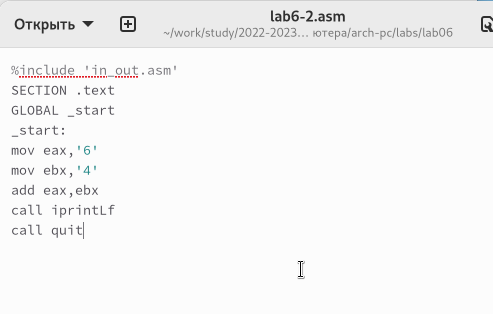 Открыть
lab6-2.asm
~/work/study/2022-2023… ютера/arch-pc/labs/lab06
%include 'in_out.asm'
SECTION .text
GLOBAL _start
_start:
mov eax,'6'
mov ebx,'4'
add eax,ebx
call iprintLf
call quit